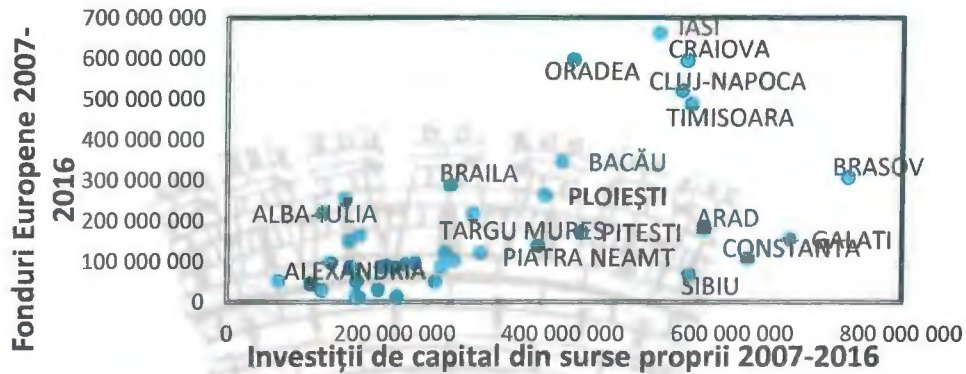 Fonduri Europene 2007-
2016
700 000 000
600 000 000
500 000 000
400 000 000
300 000 000
200 000 000
100 000 000
0
IASI
CRAIOVA
ORADEA
CLUJ-NAPOCA
TIMISOARA
BRAILA
BACĂU
BRASOV
PLOIEȘTI
ALBA-IULIA
TARGU MURES
PITESTI
ARAD
GALATI
PIATRA NEAMT
CONSTANTA
ALEXANDRIA
SIBIU
0
200 000 000
400 000 000
600 000 000
800 000 000
Investiții de capital din surse proprii 2007-2016